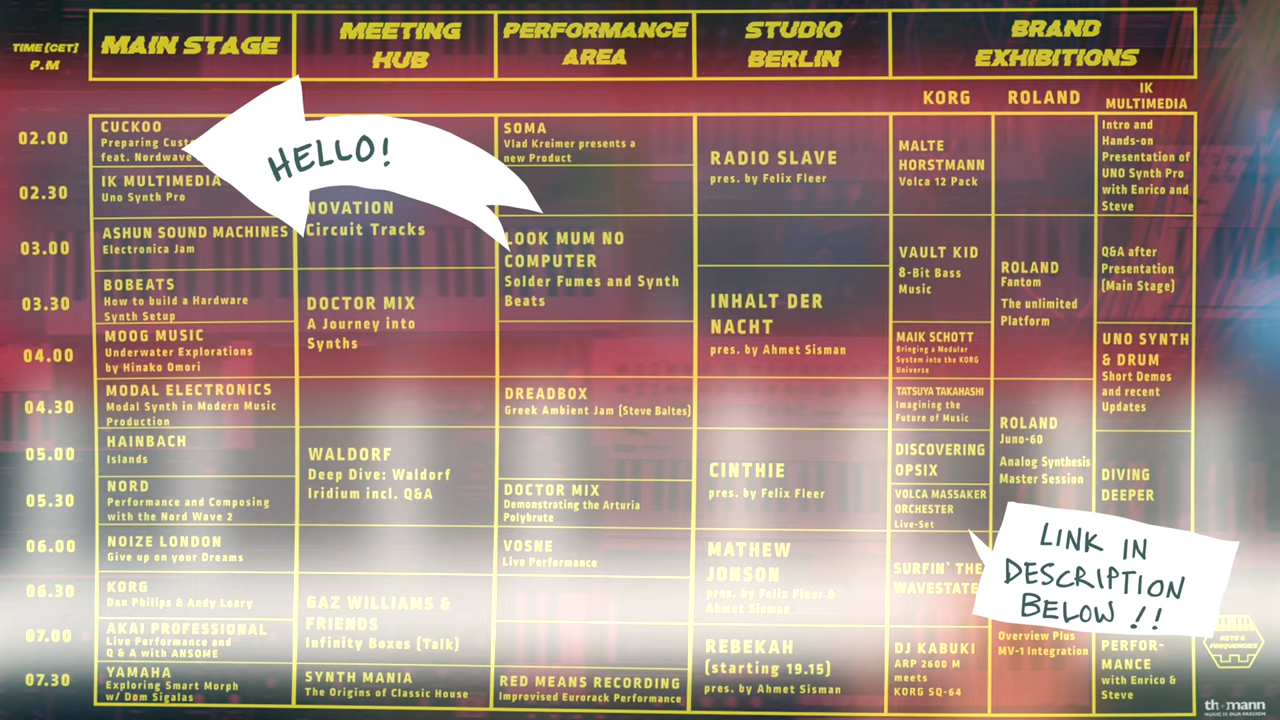 TIME [CET]
P.M
MAIN STAGE
MEETING
HUB
PERFORMANCE
AREA
STUDIO
BERLIN
BRAND
EXHIBITIONS
KORG
ROLAND
IK
MULTIMEDIA
02.00
02.30
03.00
03.30
04.00
04.30
05.00
05.30
06.00
06.30
07.00
07.30
CUCKOO
Preparing
feat. Nordwave
IK MULTIMEDIA
Uno Synth Pro
ASHUN SOUND MACHINES
Electronica Jam
BOBEATS
How to build a Hardware
Synth Setup
MOOG MUSIC
Underwater Explorations
by Hinako Omori
MODAL ELECTRONICS
Modal Synth in Modern Music
Production
HAINBACH
Islands
NORD
Performance and Composing
with the Nord Wave 2
NOIZE LONDON
Give up on your Dreams
KORG
Dan Philips & Andy Leary
AKAI PROFESSIONAL
Live Performance and
Q & A with ANSOME
YAMAHA
Exploring Smart Morph
w/ Dom Sigalas
HELLO!
NOVATION
Circuit Tracks
DOCTOR MIX
A Journey into
Synths
WALDORF
Deep Dive: Waldorf
Iridium incl. Q&A
GAZ WILLIAMS &
FRIENDS
Infinity Boxes (Talk)
SYNTH MANIA
The Origins of Classic House
SOMA
Vlad Kreimer presents a
new Product
LOOK MUM NO
COMPUTER
Solder Fumes and Synth
Beats
DREADBOX
Greek Ambient Jam (Steve Baltes)
DOCTOR MIX
Demonstrating the Arturia
Polybrute
VOSNE
Live Performance
RED MEANS RECORDING
Improvised Eurorack Performance
RADIO SLAVE
pres. by Felix Fleer
INHALT DER
NACHT
pres. by Ahmet Sisman
CINTHIE
pres. by Felix Fleer
MATHEW
JONSON
pres. by Felix Fleer &
Ahmet Sisman
REBEKAH
(starting 19.15)
pres. by Ahmet Sisman
MALTE
HORSTMANN
Volca 12 Pack
VAULT KID
8-Bit Bass
Music
MAIK SCHOTT
Bringing a Modular
System into the KORG
Universe
TATSUYA TAKAHASHI
Imagining the
Future of Music
DISCOVERING
OPSIX
VOLCA MASSAKER
ORCHESTER
Live-Set
SURFIN` THE
WAVESTATE
DJ KABUKI
ARP 2600 M
meets
KORG SQ-64
ROLAND
Fantom
The unlimited
Platform
ROLAND
Juno-60
Analog Synthesis
Master Session
Overview Plus
MV-1 Integration
Intro and
Hands-on
Presentation of
UNO Synth Pro
with Enrico and
Steve
Q&A after
Presentation
(Main Stage)
UNO SYNTH
& DRUM
Short Demos
and recent
Updates
DIVING
DEEPER
PERFOR-
MANCE
with Enrico &
Steve
LINK IN
DESCRIPTION
BELOW !!
KEYS &
FREQUENCIES
th•mann
MUSIC IS OUR PASSION